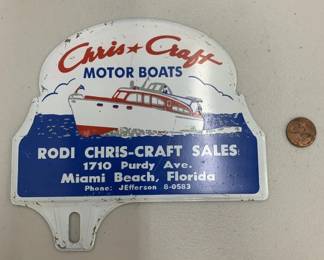 Chris★Craft
MOTOR BOATS
RODI CHRIS-CRAFT SALES
1710 Purdy Ave.
Miami Beach, Florida
Phone: JEfferson 8-0583